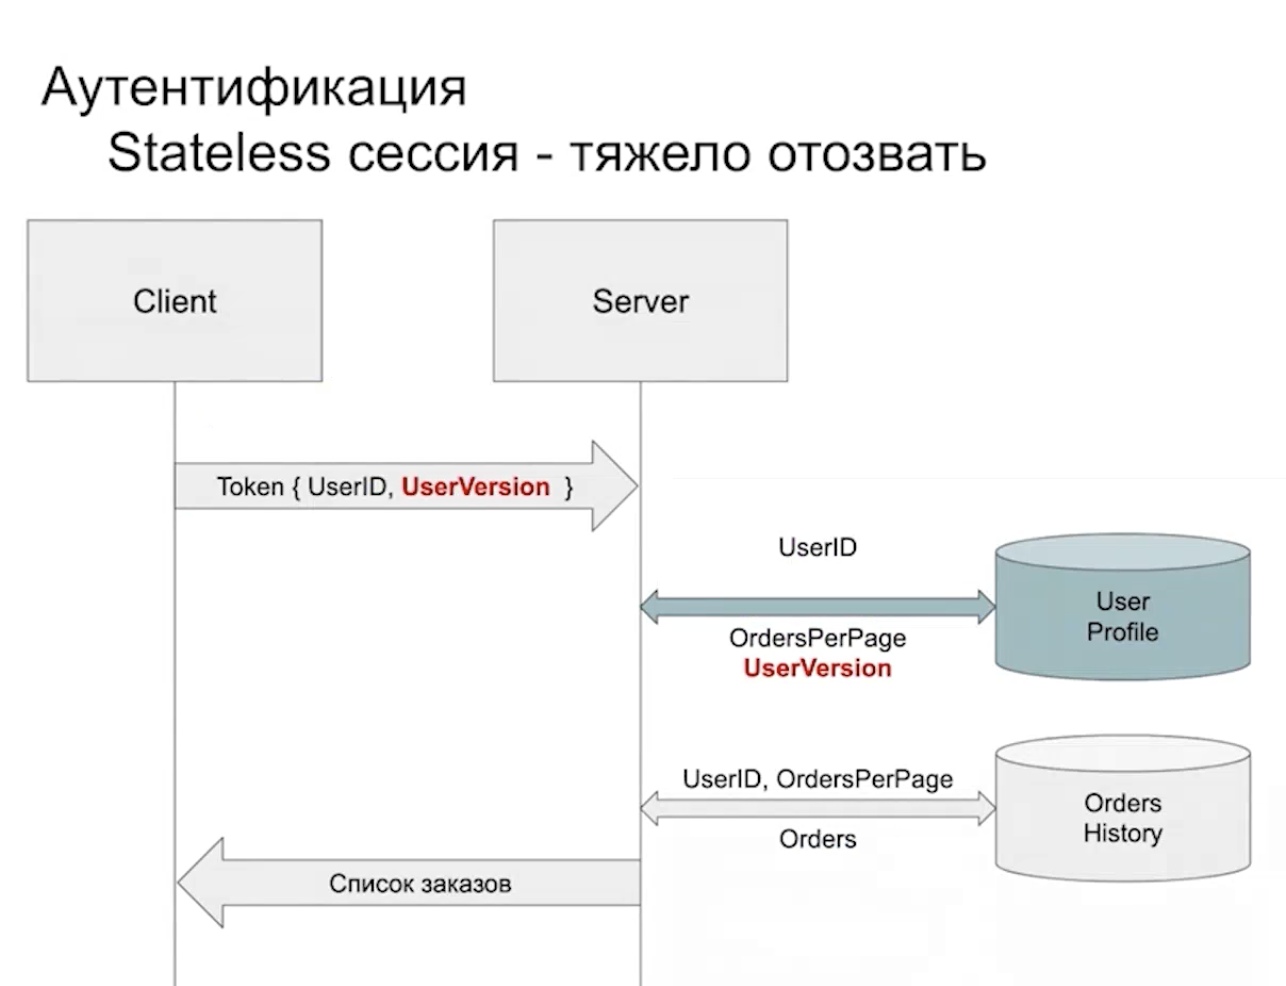 Аутентификация
Stateless сессия - тяжело отозвать
Client
Server
Token { UserID, UserVersion }
UserID
OrdersPerPage
UserVersion
User
Profile
UserID, OrdersPerPage
Orders
Orders
History
Список заказов